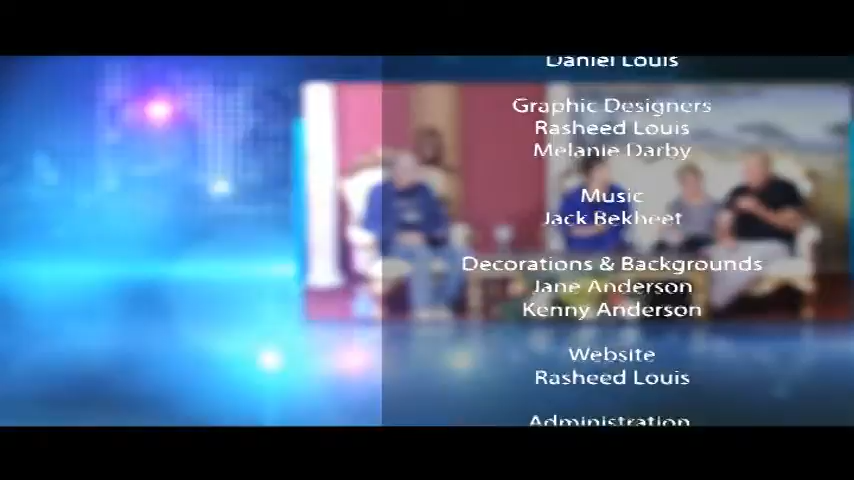 Daniel Louis
Graphic Designers
Rasheed Louis
Melanie Darby
Music
Jack Bekheet
Decorations & Backgrounds
Jane Anderson
Kenny Anderson
Website
Rasheed Louis
Administration